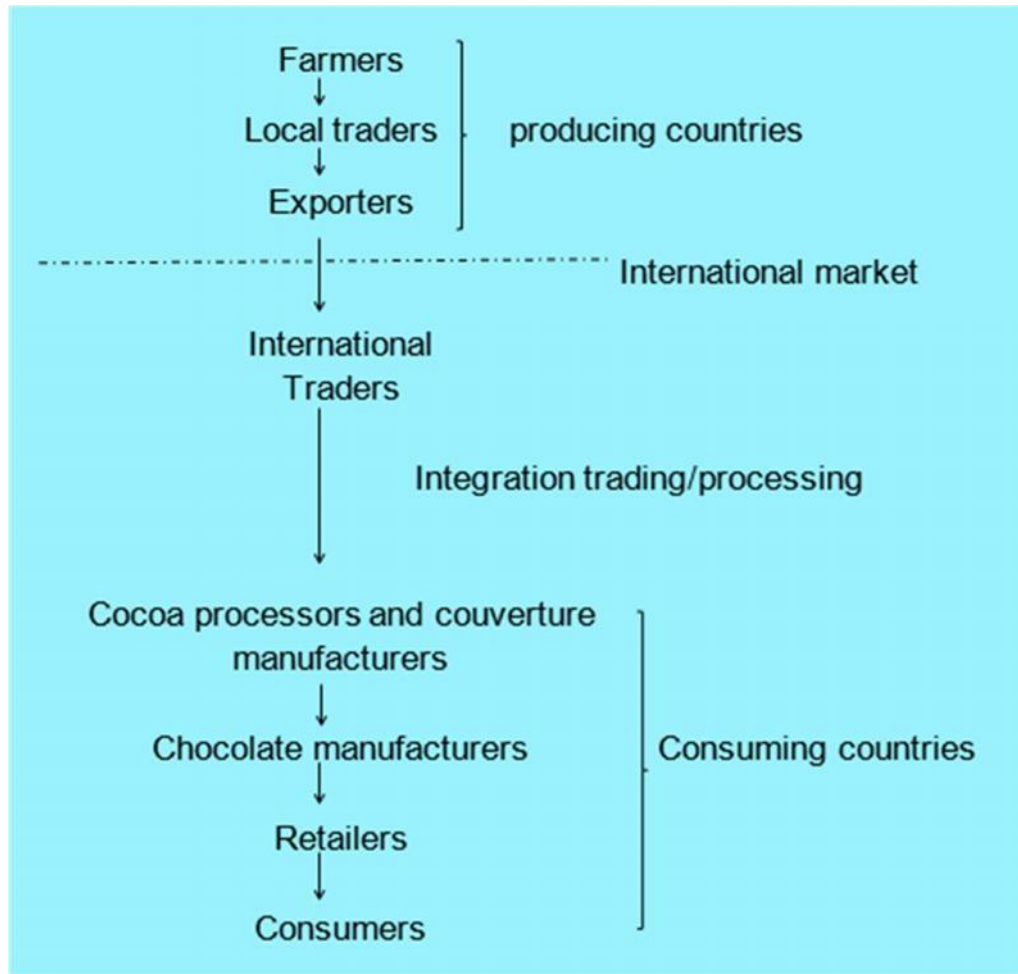 Farmers
Local traders
producing countries
Exporters
International market
International
Traders
Integration trading/processing
Cocoa processors and couverture
manufacturers
Chocolate manufacturers
Consuming countries
Retailers
Consumers